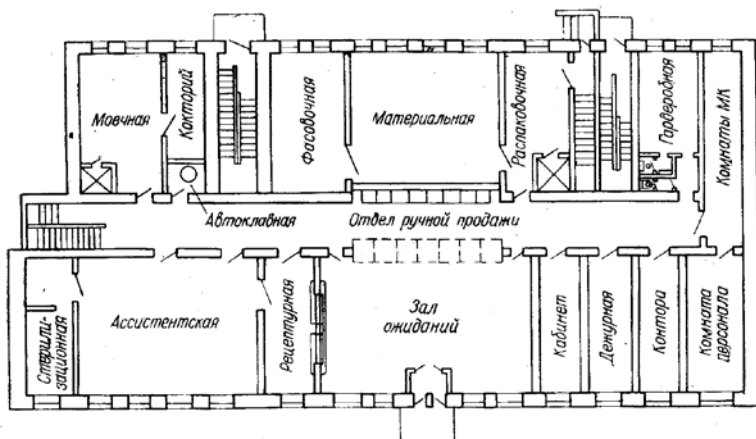 Мовчная
Кокторий
Фасовочная
Материальная
Распаковочная
Гардеробная
Комнаты МК
Автоклавная
Отдел ручной продажи
Стерили-
зационная
Ассистентская
Рецептурная
Зал
ожиданий
Кабинет
Дежурная
Контора
Комната
персонала